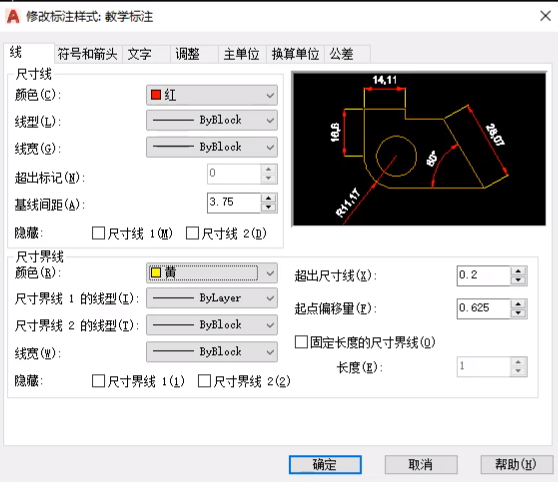 修改标注样式: 教学标注
线 符号和箭头 文字 调整 主单位 换算单位 公差
尺寸线
颜色(C): 红
线型(L): ByBlock
线宽(G): ByBlock
超出标记(N): 0
基线间距(A): 3.75
隐藏: 尺寸线 1(M) 尺寸线 2(D)
14,11
16,6
28,07
60°
R11,17
尺寸界线
颜色(R): 黄
尺寸界线 1 的线型(I): ByLayer
尺寸界线 2 的线型(T): ByBlock
线宽(W): ByBlock
隐藏: 尺寸界线 1(1) 尺寸界线 2(2)
超出尺寸线(X): 0.2
起点偏移量(F): 0.625
固定长度的尺寸界线(O)
长度(E): 1
确定 取消 帮助(H)